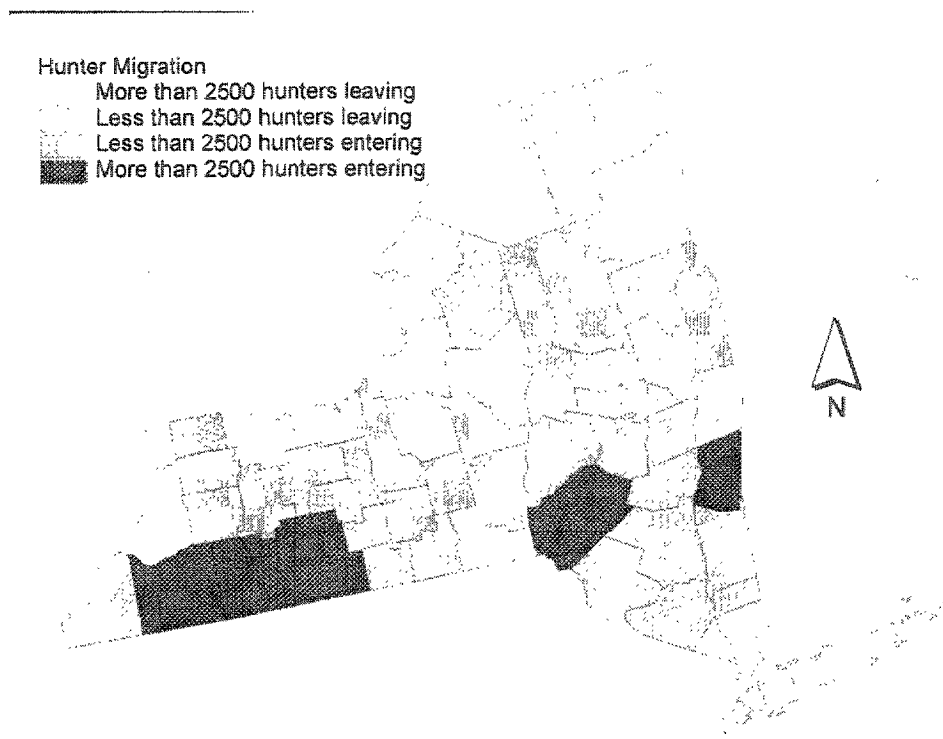 Hunter Migration
More than 2500 hunters leaving
Less than 2500 hunters leaving
Less than 2500 hunters entering
More than 2500 hunters entering
N